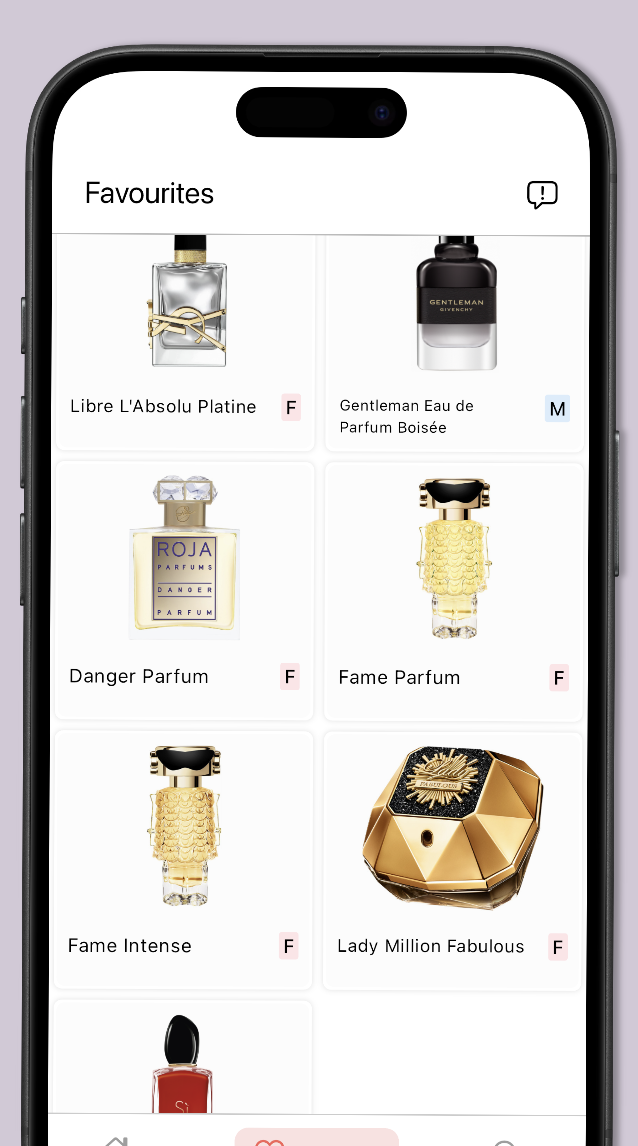 Favourites
GENTLEMAN
GIVENCHY
Libre L'Absolu Platine F
Gentleman Eau de
Parfum Boisée
M
ROJA
PARFUMS
DANGER
PARFUM
Danger Parfum F
Fame Parfum F
FABULOUS
Fame Intense F
Lady Million Fabulous F
Sì